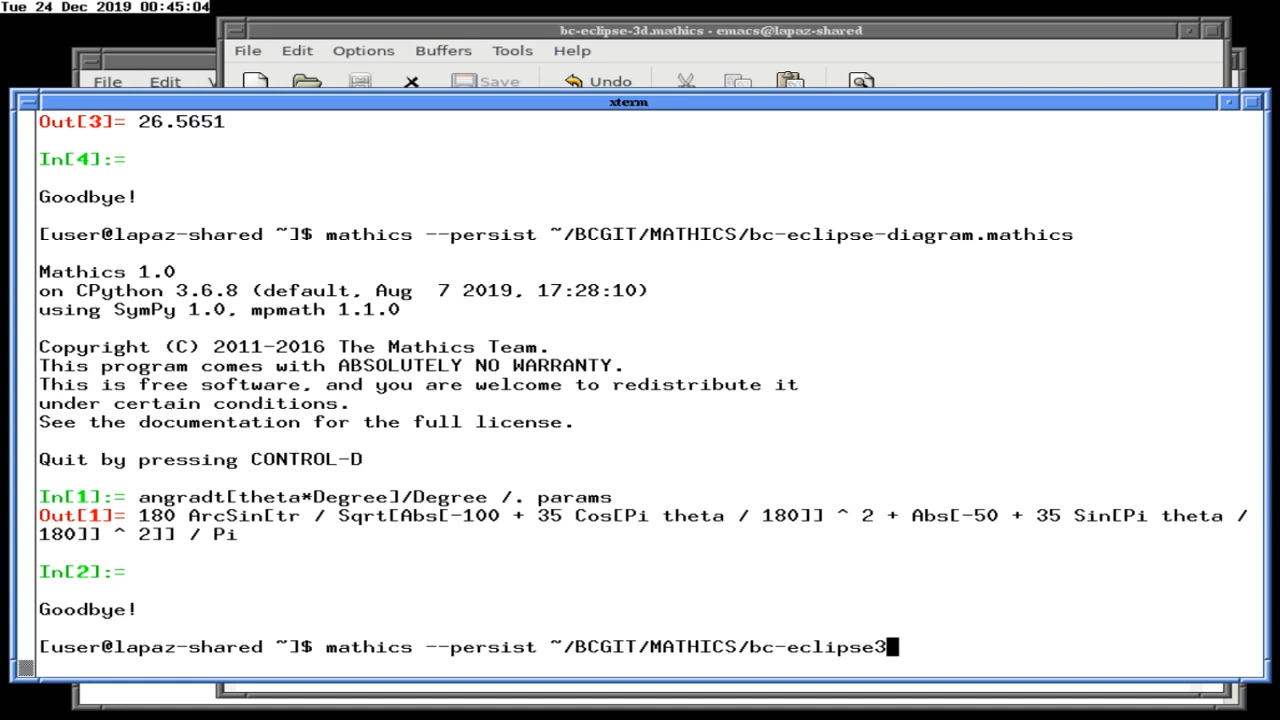 Tue 24 Dec 2019 00:45:04
bc-eclipse-3d.mathics - emacs@lapaz-shared
File Edit Options Buffers Tools Help
File Edit V
Save Undo
xterm
Out[3]= 26.5651
In[4]:=
Goodbye!
[user@lapaz-shared ~]$ mathics --persist ~/BCGIT/MATHICS/bc-eclipse-diagram.mathics
Mathics 1.0
on CPython 3.6.8 (default, Aug  7 2019, 17:28:10)
using SymPy 1.0, mpmath 1.1.0
Copyright (C) 2011-2016 The Mathics Team.
This program comes with ABSOLUTELY NO WARRANTY.
This is free software, and you are welcome to redistribute it
under certain conditions.
See the documentation for the full license.
Quit by pressing CONTROL-D
In[1]:= angradt[theta*Degree]/Degree /. params
Out[1]= 180 ArcSin[tr / Sqrt[Abs[-100 + 35 Cos[Pi theta / 180]] ^ 2 + Abs[-50 + 35 Sin[Pi theta /
180]] ^ 2]] / Pi
In[2]:=
Goodbye!
[user@lapaz-shared ~]$ mathics --persist ~/BCGIT/MATHICS/bc-eclipse3